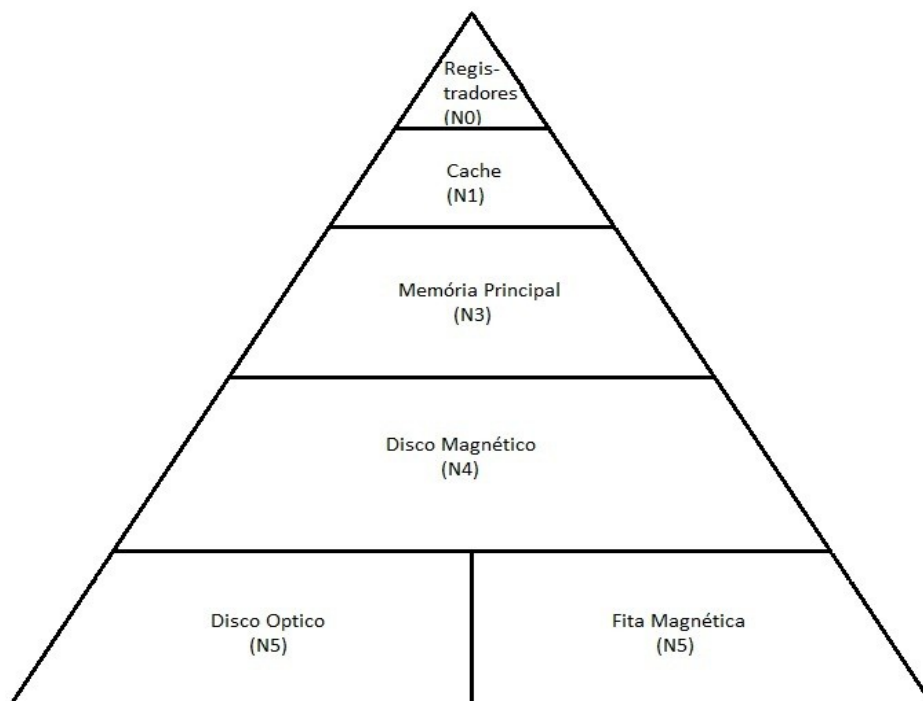 Regis-
tradores
(N0)
Cache
(N1)
Memória Principal
(N3)
Disco Magnético
(N4)
Disco Optico
(N5)
Fita Magnética
(N5)